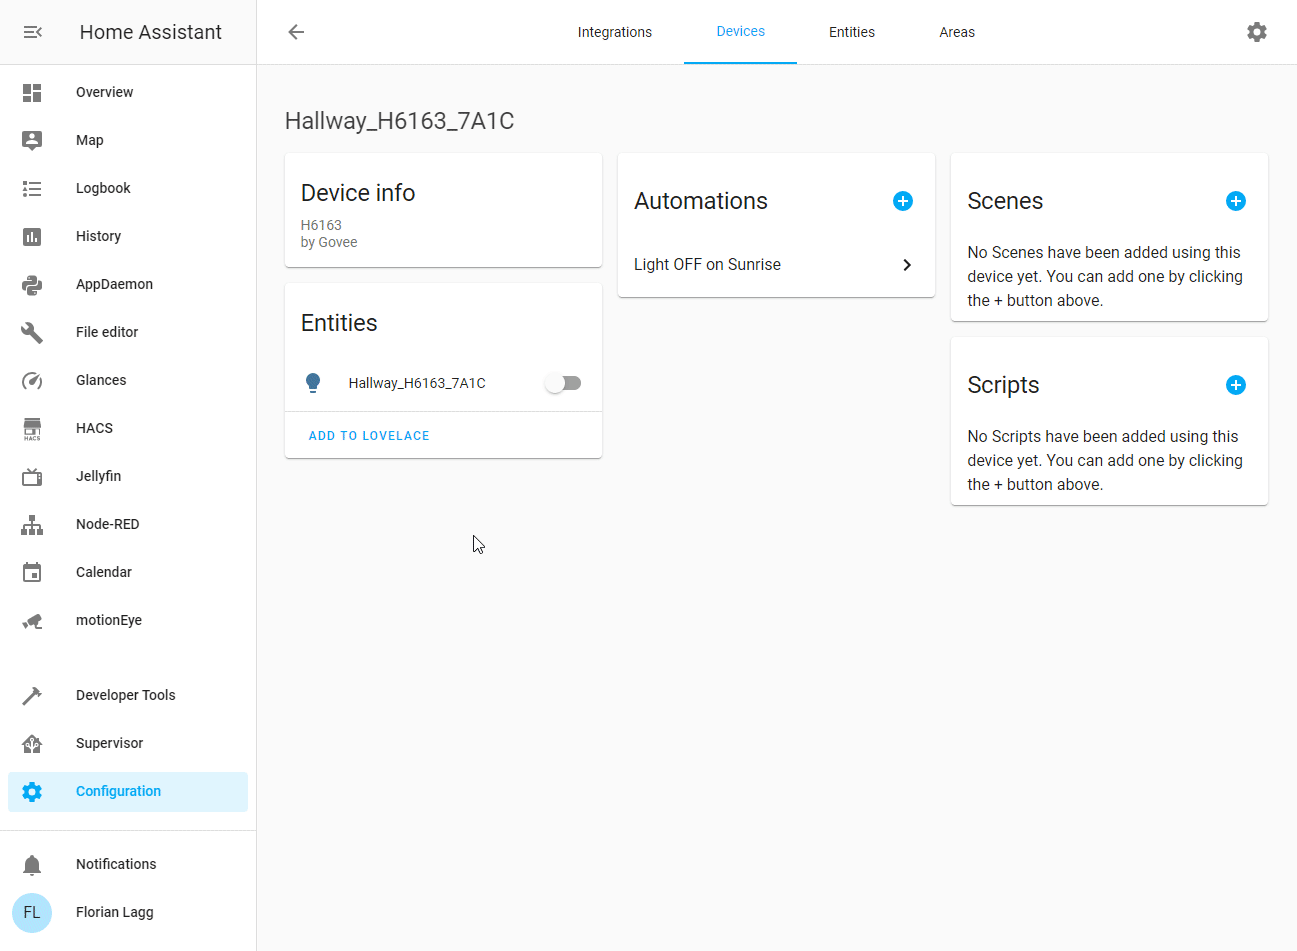 Home Assistant
Integrations
Devices
Entities
Areas
Overview
Map
Logbook
History
AppDaemon
File editor
Glances
HACS
HACS
Jellyfin
Node-RED
Calendar
motionEye
Developer Tools
Supervisor
Configuration
Notifications
FL
Florian Lagg
Hallway_H6163_7A1C
Device info
H6163
by Govee
Entities
Hallway_H6163_7A1C
ADD TO LOVELACE
Automations
Light OFF on Sunrise
Scenes
No Scenes have been added using this
device yet. You can add one by clicking
the + button above.
Scripts
No Scripts have been added using this
device yet. You can add one by clicking
the + button above.